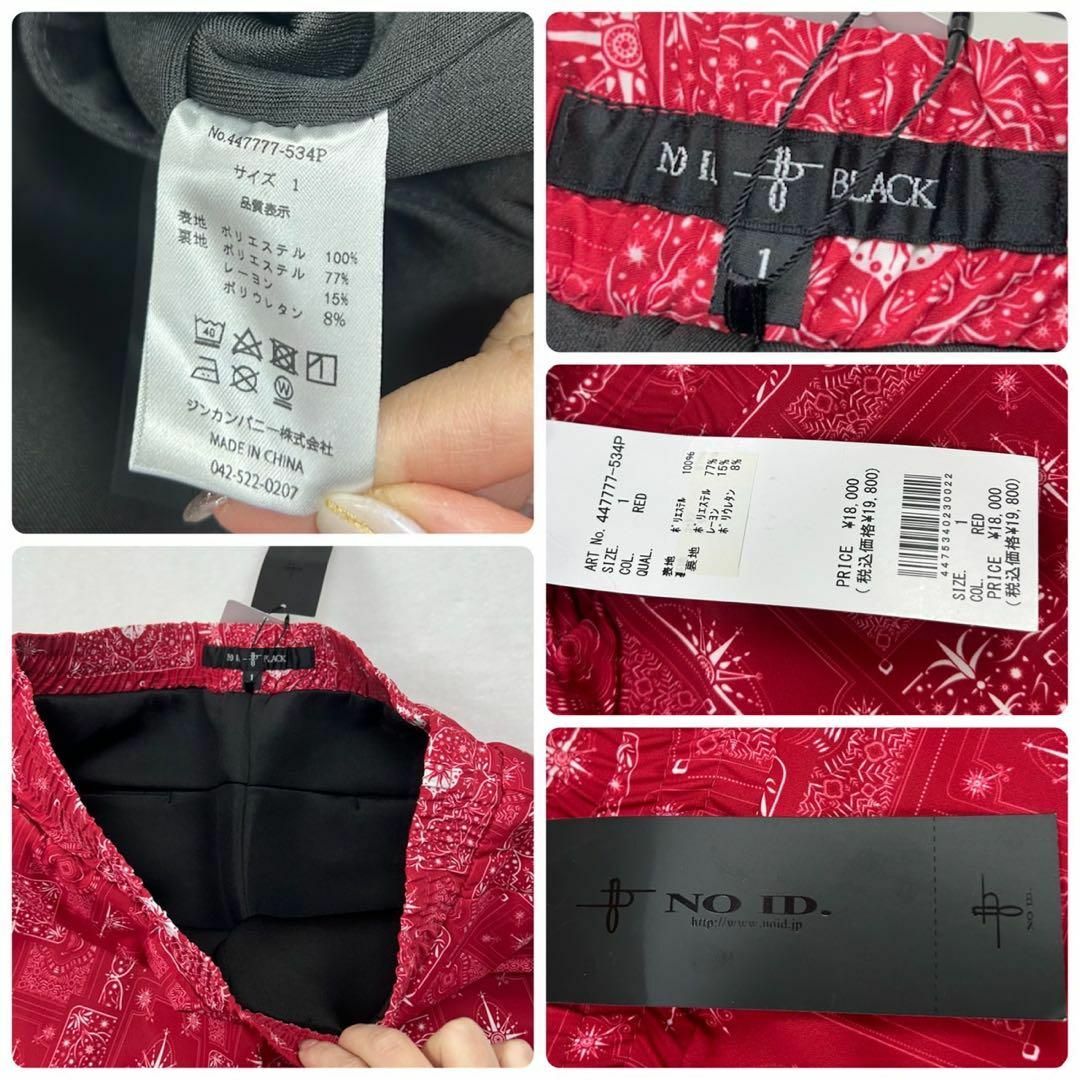 No.447777-534P
サイズ 1
品質表示
表地 ポリエステル 100%
裏地 ポリエステル 77%
レーヨン 15%
ポリウレタン 8%
40
W
ジンカンパニー株式会社
MADE IN CHINA
042-522-0207
BLACK
1
ART No. 447777-534P
SIZE. 1
COL. RED
QUAL.
表地 ポリエステル 100%
裏地 ポリエステル 77%
レーヨン 15%
ポリウレタン 8%
PRICE ¥18,000
(税込価格¥19,800)
4475340230022
SIZE. 1
COL. RED
PRICE ¥18,000
(税込価格¥19,800)
BLACK
1
NO ID.
http://www.noid.jp
NO ID.